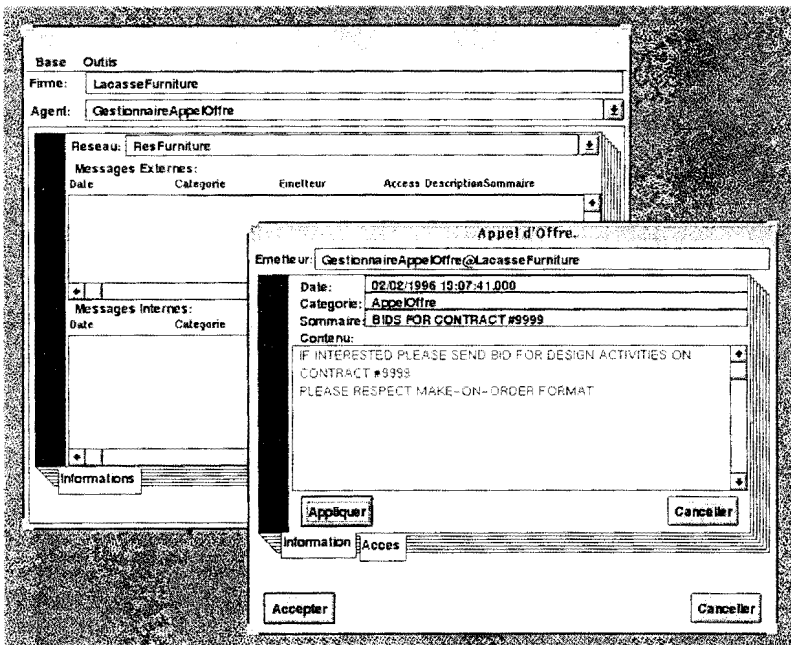 Base Outils
Firme: LacasseFurniture
Agent: GestionnaireAppelOffre
Reseau: ResFurniture
Messages Externes:
Date Categorie Emetteur Access DescriptionSommaire
Messages Internes:
Date Categorie
Informations
Appel d'Offre.
Emetteur: GestionnaireAppelOffre@LacasseFurniture
Date: 02/02/1996 13:07:41.000
Categorie: AppelOffre
Sommaire: BIDS FOR CONTRACT #9999
Contenu:
IF INTERESTED PLEASE SEND BID FOR DESIGN ACTIVITIES ON
CONTRACT #9999
PLEASE RESPECT MAKE-ON-ORDER FORMAT
Appliquer Canceller
Information Acces
Accepter Canceller